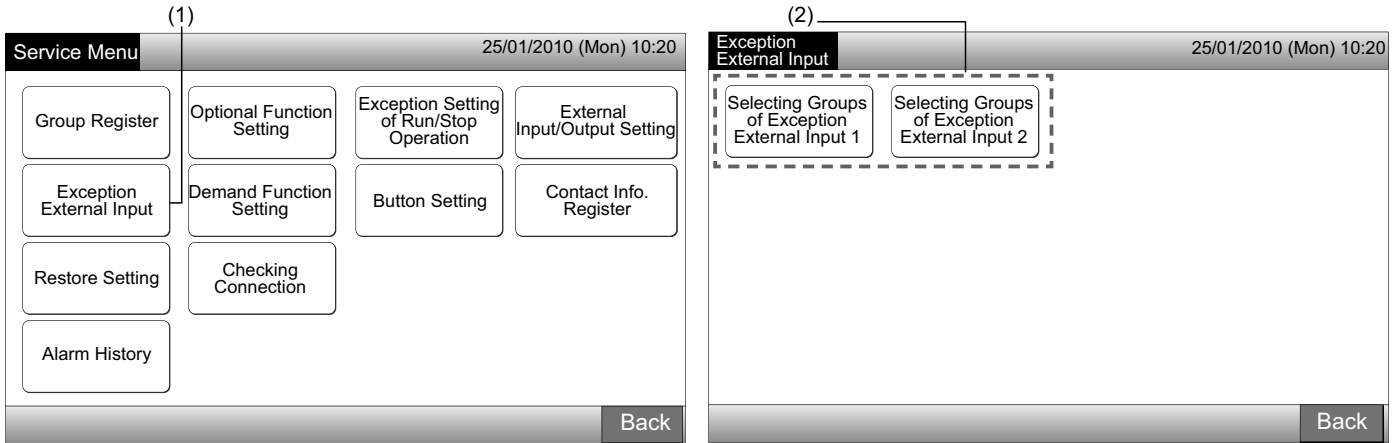 (1)
Service Menu
25/01/2010 (Mon) 10:20
Group Register
Optional Function
Setting
Exception Setting
of Run/Stop
Operation
External
Input/Output Setting
Exception
External Input
Demand Function
Setting
Button Setting
Contact Info.
Register
Restore Setting
Checking
Connection
Alarm History
Back
(2)
Exception
External Input
25/01/2010 (Mon) 10:20
Selecting Groups
of Exception
External Input 1
Selecting Groups
of Exception
External Input 2
Back